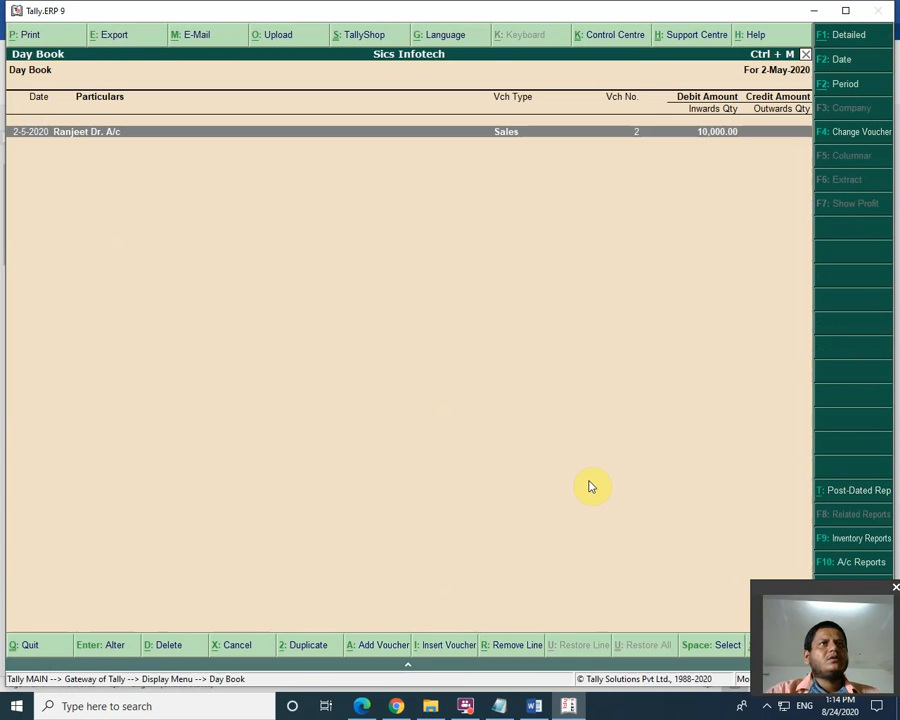 Tally.ERP 9
P: Print E: Export M: E-Mail O: Upload S: TallyShop G: Language K: Keyboard K: Control Centre H: Support Centre H: Help
F1: Detailed
Day Book Sics Infotech Ctrl + M
F2: Date
Day Book For 2-May-2020
F2: Period
Date Particulars Vch Type Vch No. Debit Amount Credit Amount
Inwards Qty Outwards Qty
F3: Company
2-5-2020 Ranjeet Dr. A/c Sales 2 10,000.00
F4: Change Voucher
F5: Columnar
F6: Extract
F7: Show Profit
T: Post-Dated Rep
F8: Related Reports
F9: Inventory Reports
F10: A/c Reports
Q: Quit Enter: Alter D: Delete X: Cancel 2: Duplicate A: Add Voucher I: Insert Voucher R: Remove Line U: Restore Line U: Restore All Space: Select
Tally MAIN --> Gateway of Tally --> Display Menu --> Day Book © Tally Solutions Pvt Ltd., 1988-2020 Mo
Type here to search ENG 1:14 PM
8/24/2020